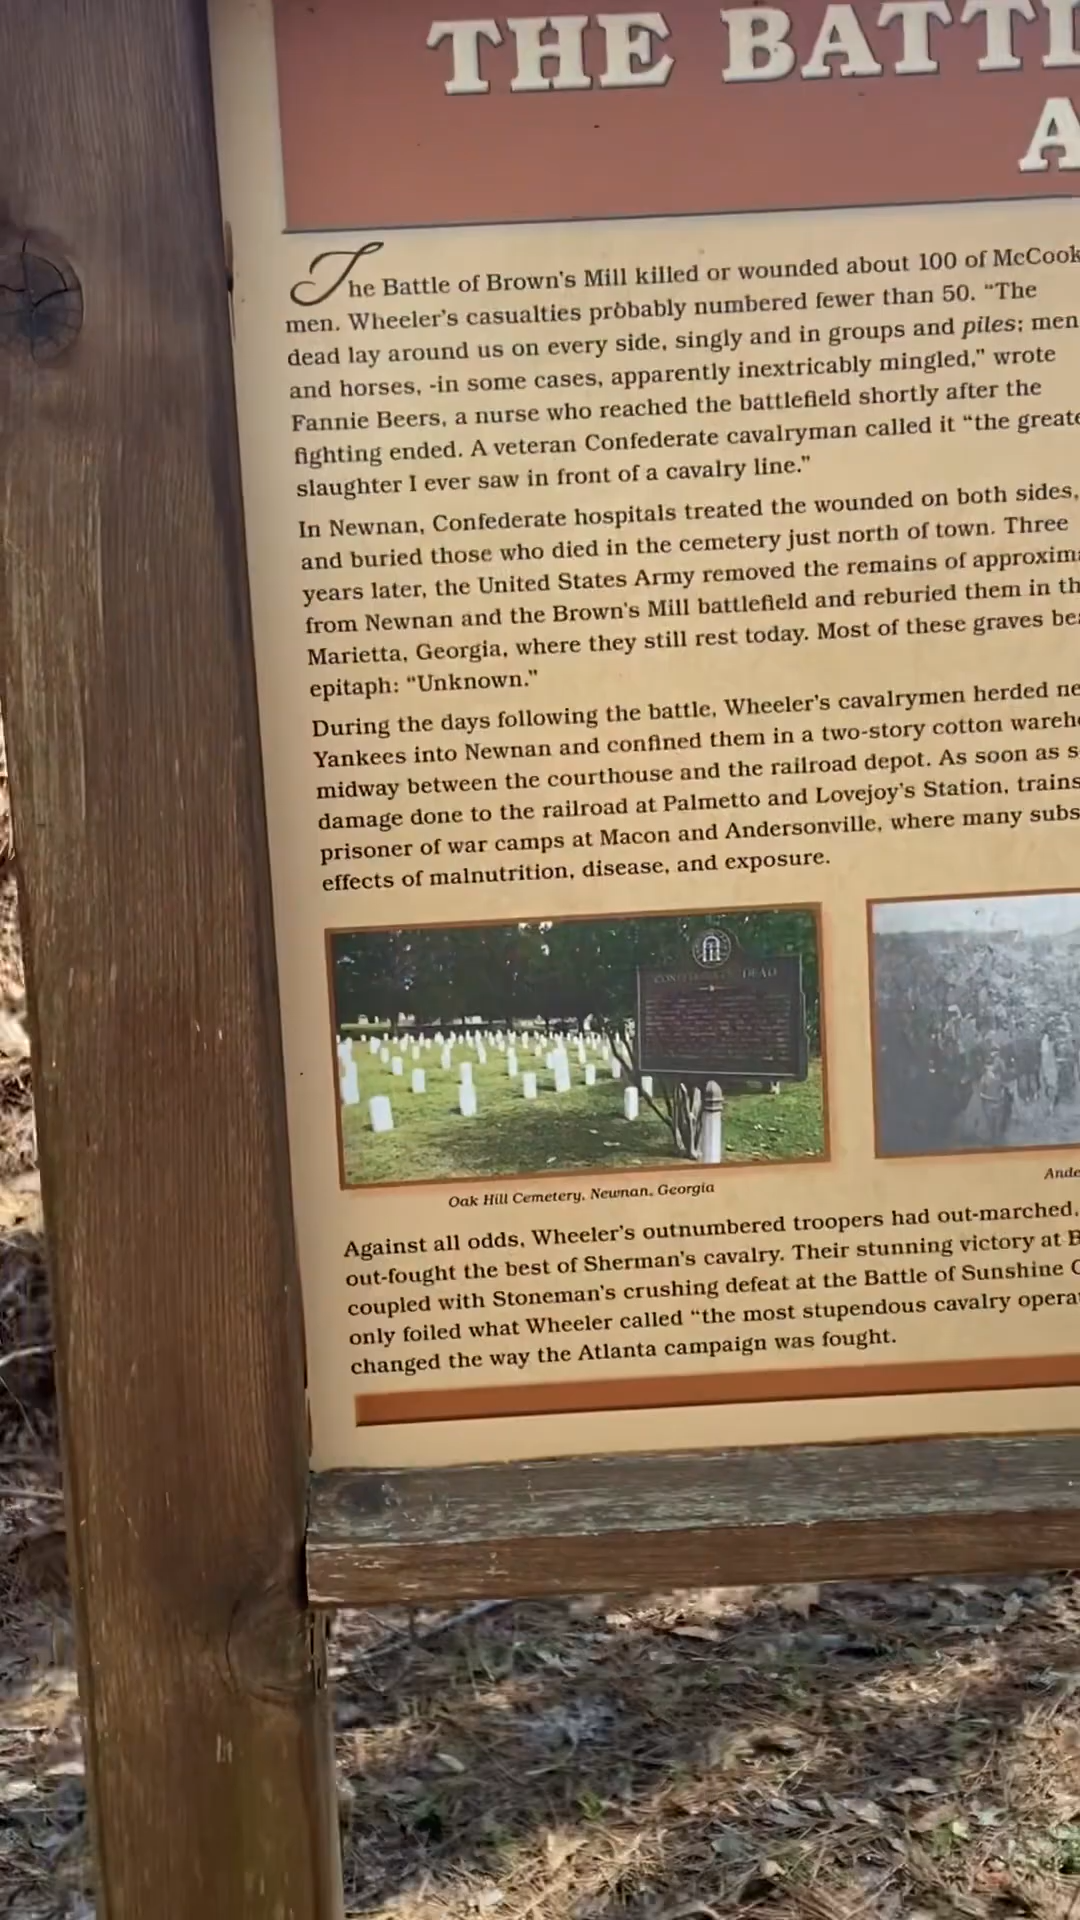 THE BATTL
A
The Battle of Brown's Mill killed or wounded about 100 of McCook
men. Wheeler's casualties probably numbered fewer than 50. “The
dead lay around us on every side, singly and in groups and piles; men
and horses, -in some cases, apparently inextricably mingled,” wrote
Fannie Beers, a nurse who reached the battlefield shortly after the
fighting ended. A veteran Confederate cavalryman called it “the greate
slaughter I ever saw in front of a cavalry line.”
In Newnan, Confederate hospitals treated the wounded on both sides,
and buried those who died in the cemetery just north of town. Three
years later, the United States Army removed the remains of approxim
from Newnan and the Brown's Mill battlefield and reburied them in th
Marietta, Georgia, where they still rest today. Most of these graves be
epitaph: “Unknown.”
During the days following the battle, Wheeler's cavalrymen herded ne
Yankees into Newnan and confined them in a two-story cotton wareh
midway between the courthouse and the railroad depot. As soon as s
damage done to the railroad at Palmetto and Lovejoy's Station, trains
prisoner of war camps at Macon and Andersonville, where many subs
effects of malnutrition, disease, and exposure.
CONFEDERATE DEAD
Oak Hill Cemetery, Newnan, Georgia
Ande
Against all odds, Wheeler's outnumbered troopers had out-marched,
out-fought the best of Sherman's cavalry. Their stunning victory at B
coupled with Stoneman's crushing defeat at the Battle of Sunshine C
only foiled what Wheeler called “the most stupendous cavalry opera
changed the way the Atlanta campaign was fought.